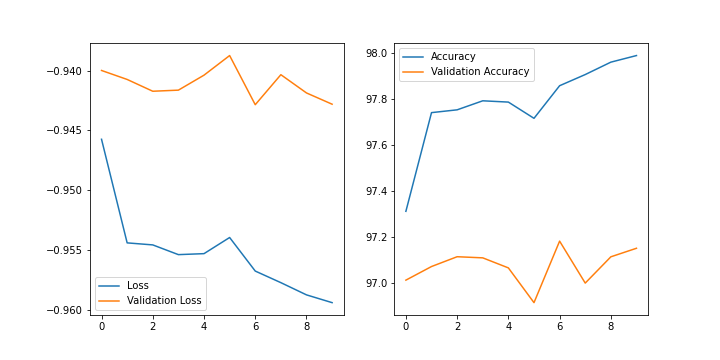 −0.940
−0.945
−0.950
−0.955
−0.960
0 2 4 6 8
Loss
Validation Loss
98.0
97.8
97.6
97.4
97.2
97.0
0 2 4 6 8
Accuracy
Validation Accuracy